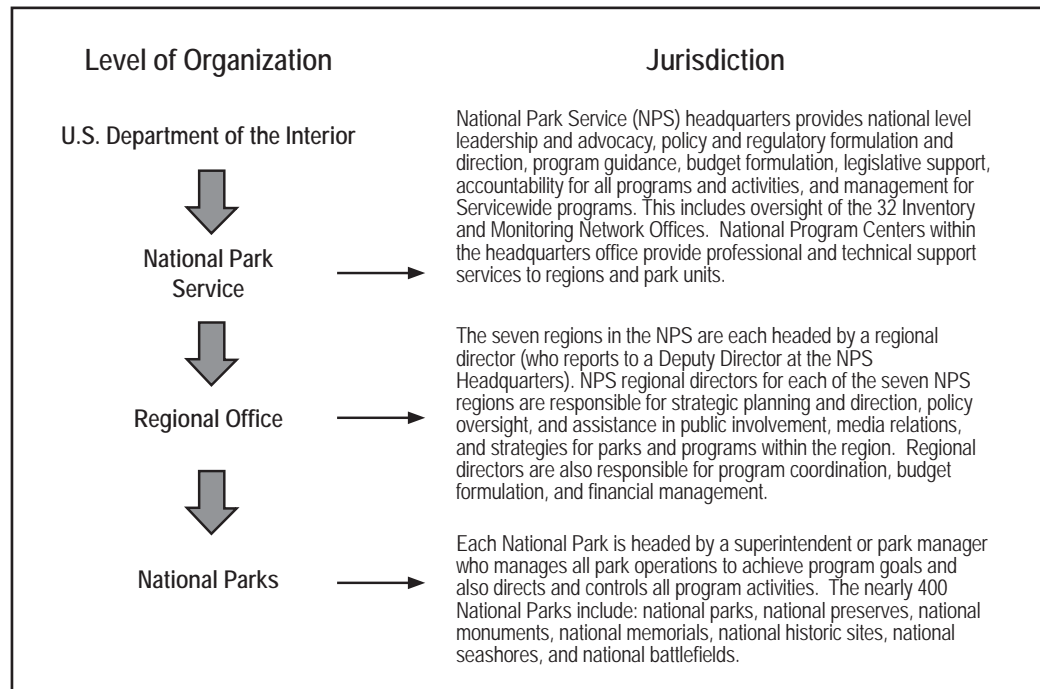 Level of Organization
Jurisdiction
U.S. Department of the Interior
National Park
Service
National Park Service (NPS) headquarters provides national level
leadership and advocacy, policy and regulatory formulation and
direction, program guidance, budget formulation, legislative support,
accountability for all programs and activities, and management for
Servicewide programs. This includes oversight of the 32 Inventory
and Monitoring Network Offices. National Program Centers within
the headquarters office provide professional and technical support
services to regions and park units.
Regional Office
The seven regions in the NPS are each headed by a regional
director (who reports to a Deputy Director at the NPS
Headquarters). NPS regional directors for each of the seven NPS
regions are responsible for strategic planning and direction, policy
oversight, and assistance in public involvement, media relations,
and strategies for parks and programs within the region. Regional
directors are also responsible for program coordination, budget
formulation, and financial management.
National Parks
Each National Park is headed by a superintendent or park manager
who manages all park operations to achieve program goals and
also directs and controls all program activities. The nearly 400
National Parks include: national parks, national preserves, national
monuments, national memorials, national historic sites, national
seashores, and national battlefields.